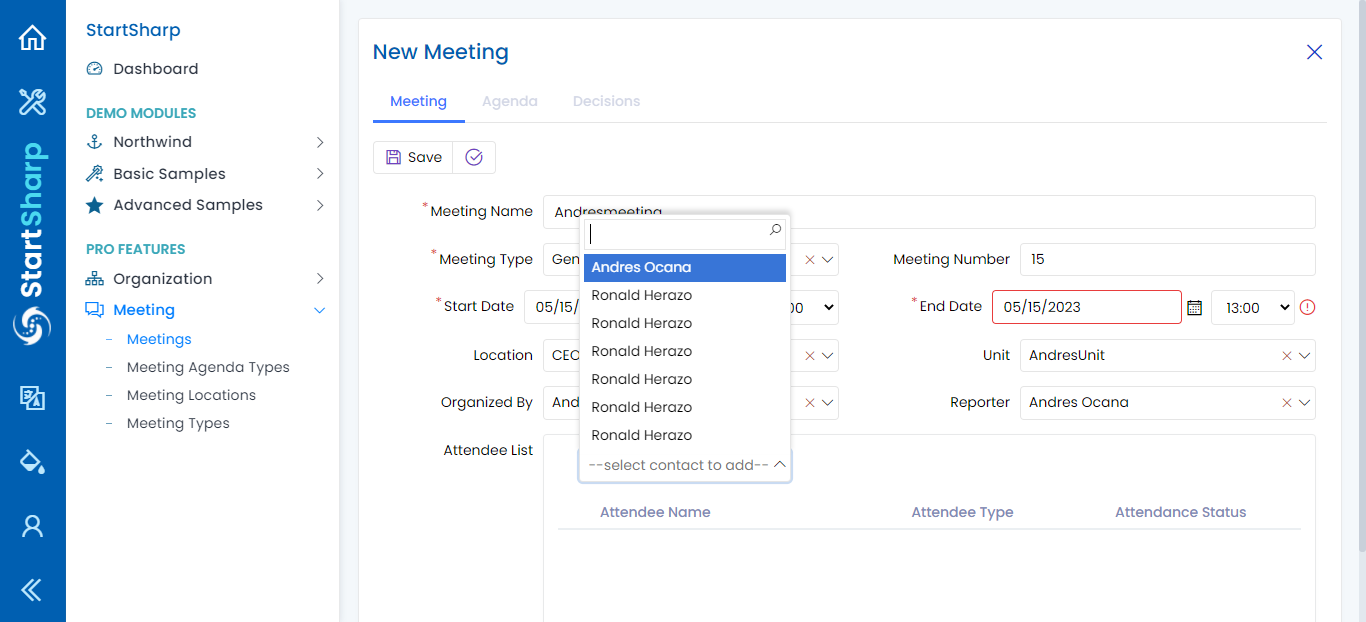 StartSharp
StartSharp
Dashboard
DEMO MODULES
Northwind
Basic Samples
Advanced Samples
PRO FEATURES
Organization
Meeting
Meetings
Meeting Agenda Types
Meeting Locations
Meeting Types
New Meeting
Meeting Agenda Decisions
Save
*Meeting Name Andresmeeting
Andres Ocana
Ronald Herazo
Ronald Herazo
Ronald Herazo
Ronald Herazo
Ronald Herazo
Ronald Herazo
--select contact to add--
*Meeting Type Gen
Meeting Number 15
*Start Date 05/15/ 00
*End Date 05/15/2023 13:00
Location CEO
Unit AndresUnit
Organized By And
Reporter Andres Ocana
Attendee List
Attendee Name Attendee Type Attendance Status